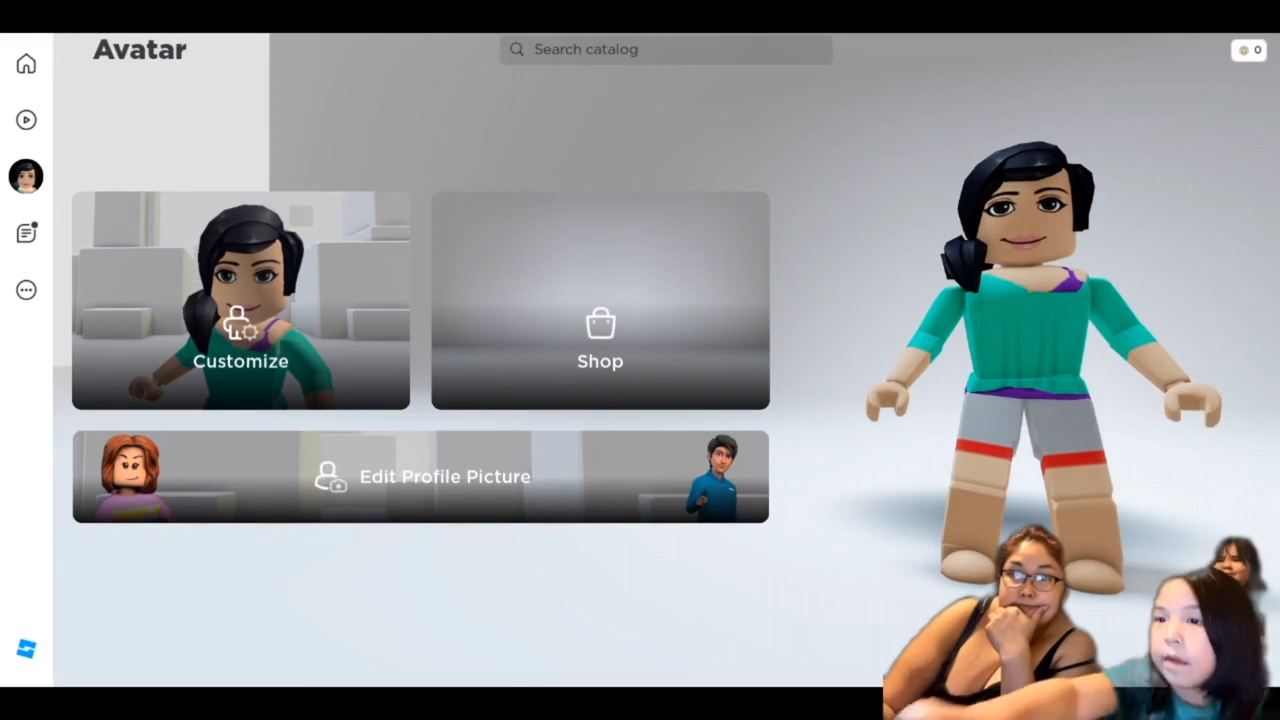 Avatar
Search catalog
0
Customize
Shop
Edit Profile Picture